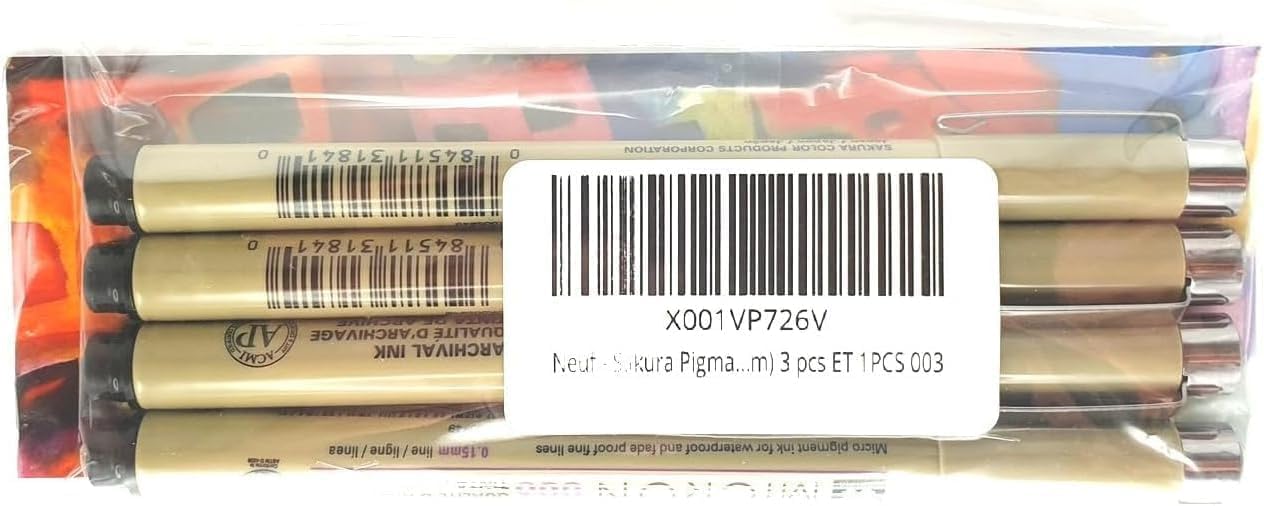 0 84511 31841 0
SAKURA COLOR PRODUCTS CORPORATION
0 84511 31841
ARCHIVAL INK
QUALITÉ D'ARCHIVAGE
ACMI
AP
X001VP726V
Neuf - Sakura Pigma...m) 3 pcs ET 1PCS 003
Micro pigment ink for waterproof and fade proof fine lines
0.15mm line / ligne / línea
MICRON